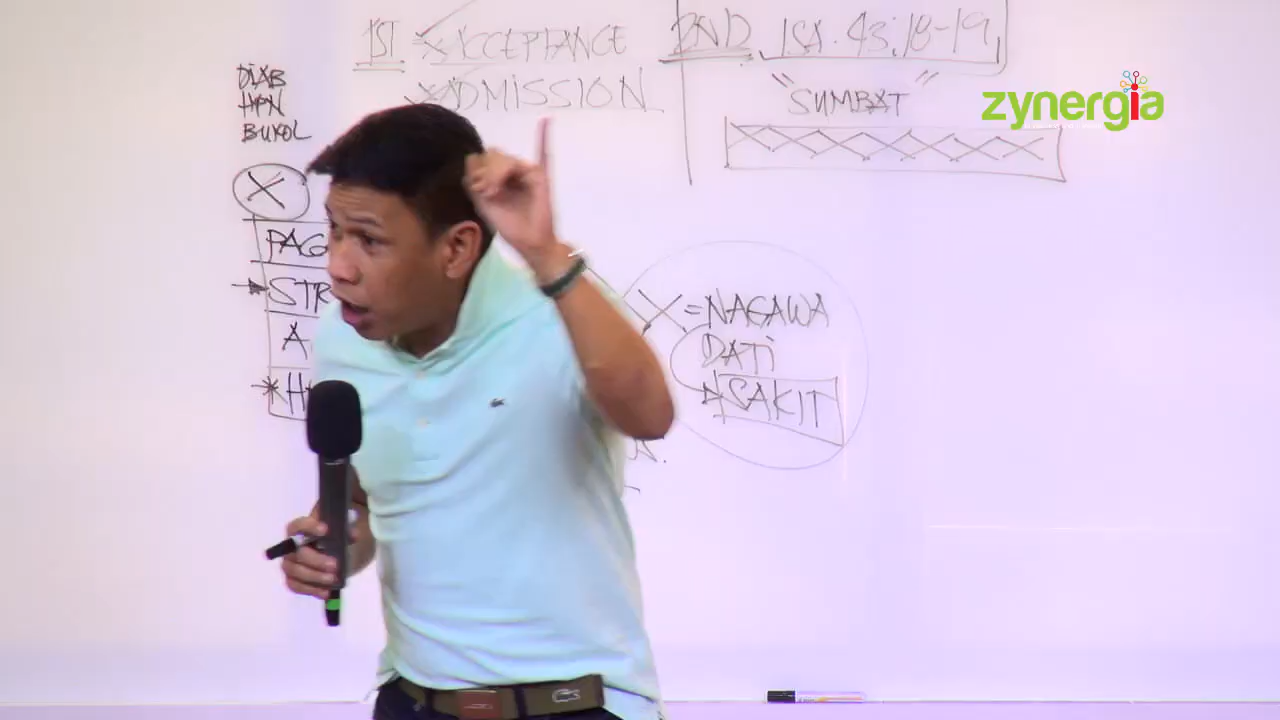 1ST = ACCEPTANCE
ADMISSION
2ND ISA. 43:18-19
"SUMBAT"
zynergia
DIAB
HPN
BUKOL
X
PAG
STR
A
* H
X = NAGAWA
DATI
SAKIT